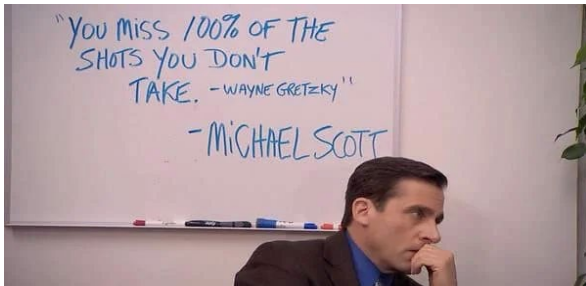 "YOU MISS 100% OF THE
SHOTS YOU DON'T
TAKE. - WAYNE GRETZKY"
- MICHAEL SCOTT